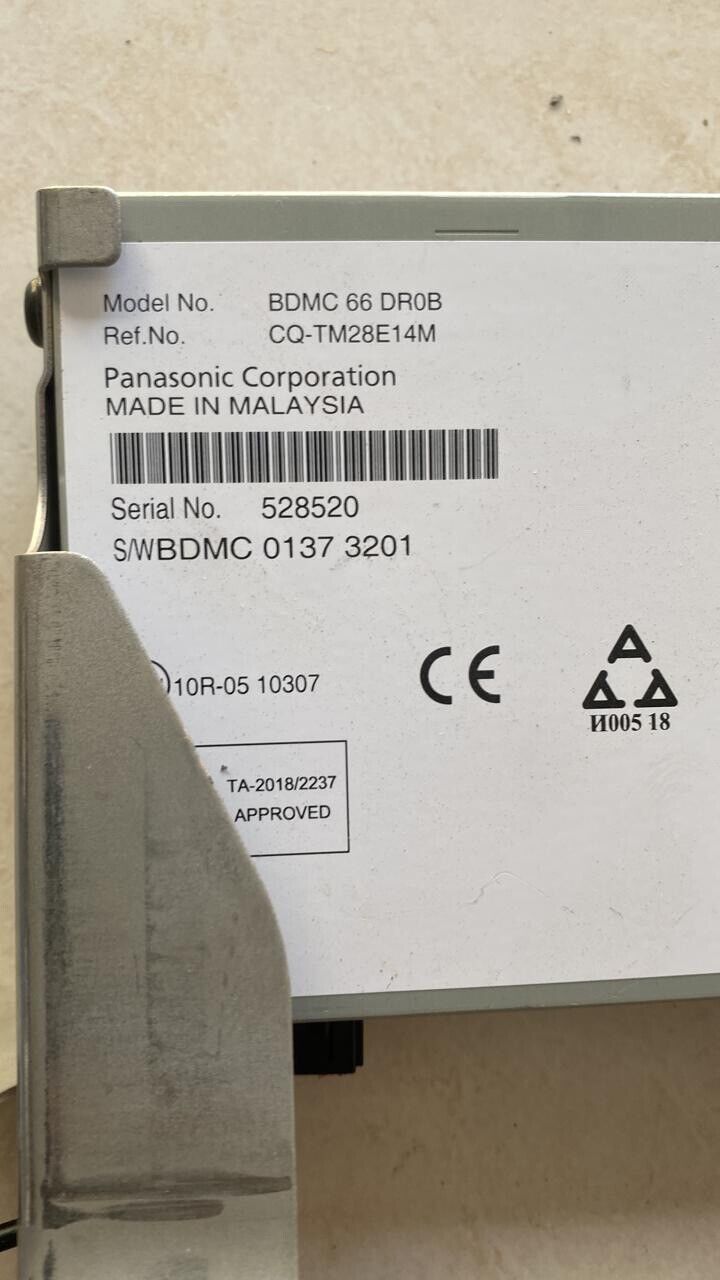 Model No. BDMC 66 DR0B
Ref.No. CQ-TM28E14M
Panasonic Corporation
MADE IN MALAYSIA
Serial No. 528520
S/WBDMC 0137 3201
10R-05 10307
CE
И005 18
TA-2018/2237
APPROVED